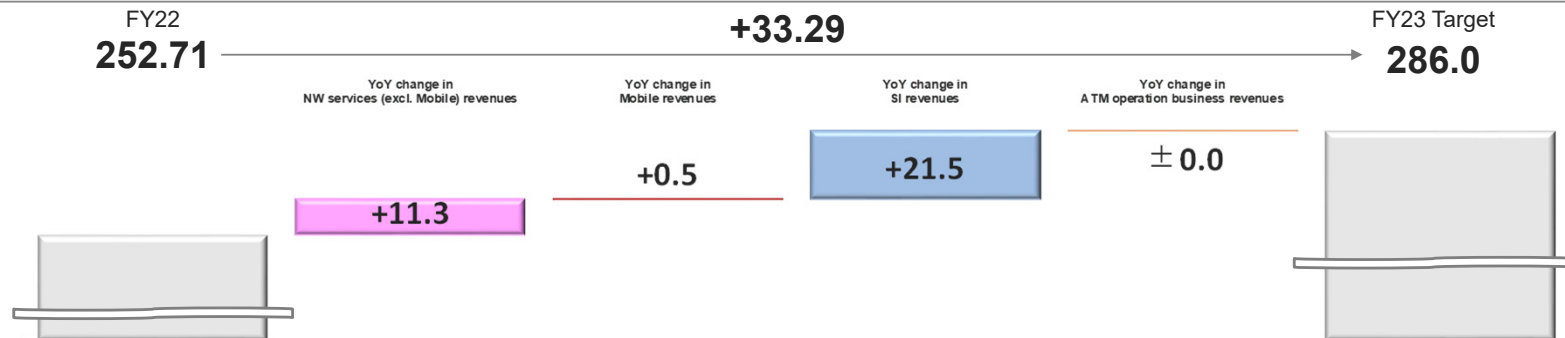 FY22
252.71
+33.29
FY23 Target
286.0
YoY change in
NW services (excl. Mobile) revenues
YoY change in
Mobile revenues
YoY change in
SI revenues
YoY change in
ATM operation business revenues
+11.3
+0.5
+21.5
±0.0